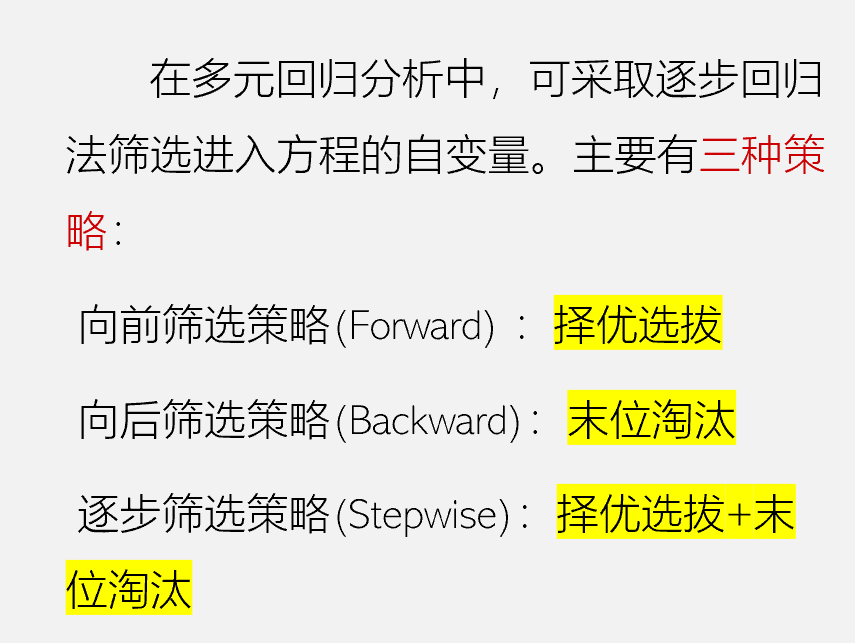 在多元回归分析中，可采取逐步回归
法筛选进入方程的自变量。主要有三种策
略：
向前筛选策略(Forward) ：择优选拔
向后筛选策略(Backward)：末位淘汰
逐步筛选策略(Stepwise)：择优选拔+末
位淘汰